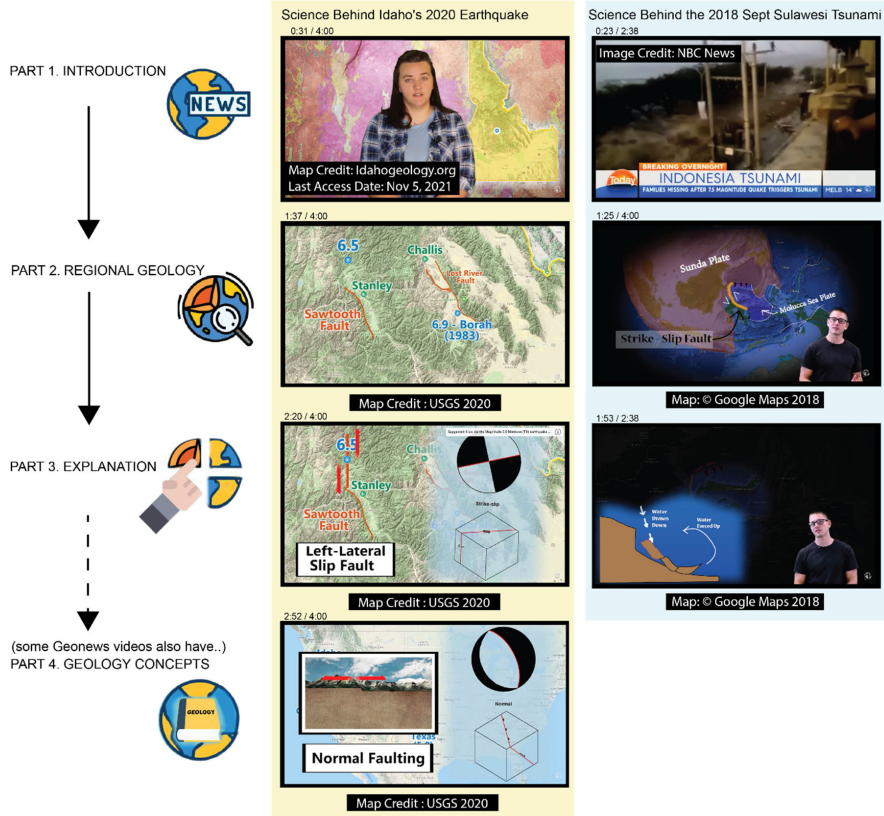 Science Behind Idaho's 2020 Earthquake
Science Behind the 2018 Sept Sulawesi Tsunami
PART 1. INTRODUCTION
NEWS
0:31 / 4:00
Map Credit: Idahogeology.org
Last Access Date: Nov 5, 2021
0:23 / 2:38
Image Credit: NBC News
BREAKING OVERNIGHT
Today
INDONESIA TSUNAMI
FAMILIES MISSING AFTER 7.5 MAGNITUDE QUAKE TRIGGERS TSUNAMI
MELB 14°
PART 2. REGIONAL GEOLOGY
1:37 / 4:00
6.5
Challis
Stanley
Lost River
Fault
Sawtooth
Fault
6.9 - Borah
(1983)
Map Credit : USGS 2020
1:25 / 4:00
Sunda Plate
Molucca Sea Plate
Strike - Slip Fault
Map: © Google Maps 2018
PART 3. EXPLANATION
2:20 / 4:00
6.5
Challis
Stanley
Sawtooth
Fault
Left-Lateral
Slip Fault
Strike-slip
Map Credit : USGS 2020
1:53 / 2:38
Water
Drawn
Down
Water
Forced Up
Map: © Google Maps 2018
(some Geonews videos also have..)
PART 4. GEOLOGY CONCEPTS
GEOLOGY
2:52 / 4:00
Normal
Texas
Normal Faulting
Map Credit : USGS 2020